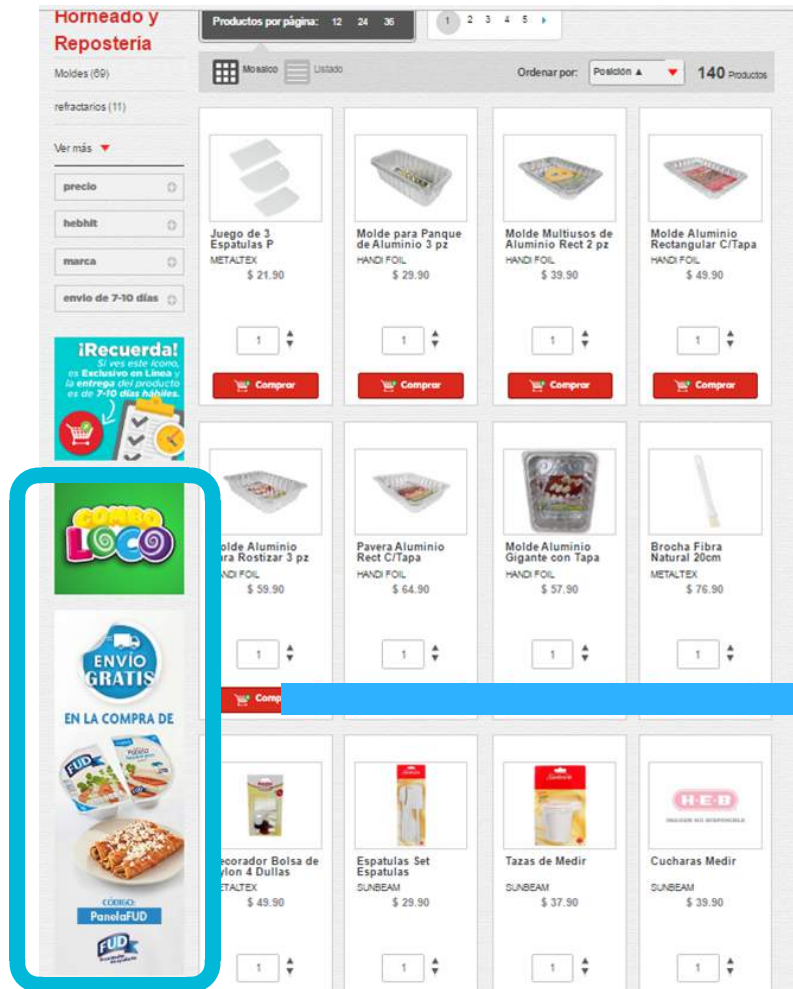 Horneado y
Repostería
Moldes (69)
refractarios (11)
Ver más
precio
hebhit
marca
envio de 7-10 días
¡Recuerda!
Si ves este ícono,
es Exclusivo en Línea y
la entrega del producto
es de 7-10 días hábiles.
COMBO
LOCO
ENVÍO
GRATIS
EN LA COMPRA DE
FUD
Panela
CÓDIGO:
PanelaFUD
FUD
Productos por página: 12 24 36
1 2 3 4 5
Mosaico Listado
Ordenar por: Posición
140 Productos
Juego de 3
Espatulas P
METALTEX
$ 21.90
1
Comprar
Molde para Panque
de Aluminio 3 pz
HANDI FOIL
$ 29.90
1
Comprar
Molde Multiusos de
Aluminio Rect 2 pz
HANDI FOIL
$ 39.90
1
Comprar
Molde Aluminio
Rectangular C/Tapa
HANDI FOIL
$ 49.90
1
Comprar
olde Aluminio
ra Rostizar 3 pz
NDI FOIL
$ 59.90
1
Comp
Pavera Aluminio
Rect C/Tapa
HANDI FOIL
$ 64.90
1
Molde Aluminio
Gigante con Tapa
HANDI FOIL
$ 57.90
1
Brocha Fibra
Natural 20cm
METALTEX
$ 76.90
1
ecorador Bolsa de
ylon 4 Dullas
ETALTEX
$ 49.90
1
Espatulas Set
Espatulas
SUNBEAM
$ 29.90
1
Tazas de Medir
SUNBEAM
$ 37.90
1
H-E-B
IMAGEN NO DISPONIBLE
Cucharas Medir
SUNBEAM
$ 39.90
1